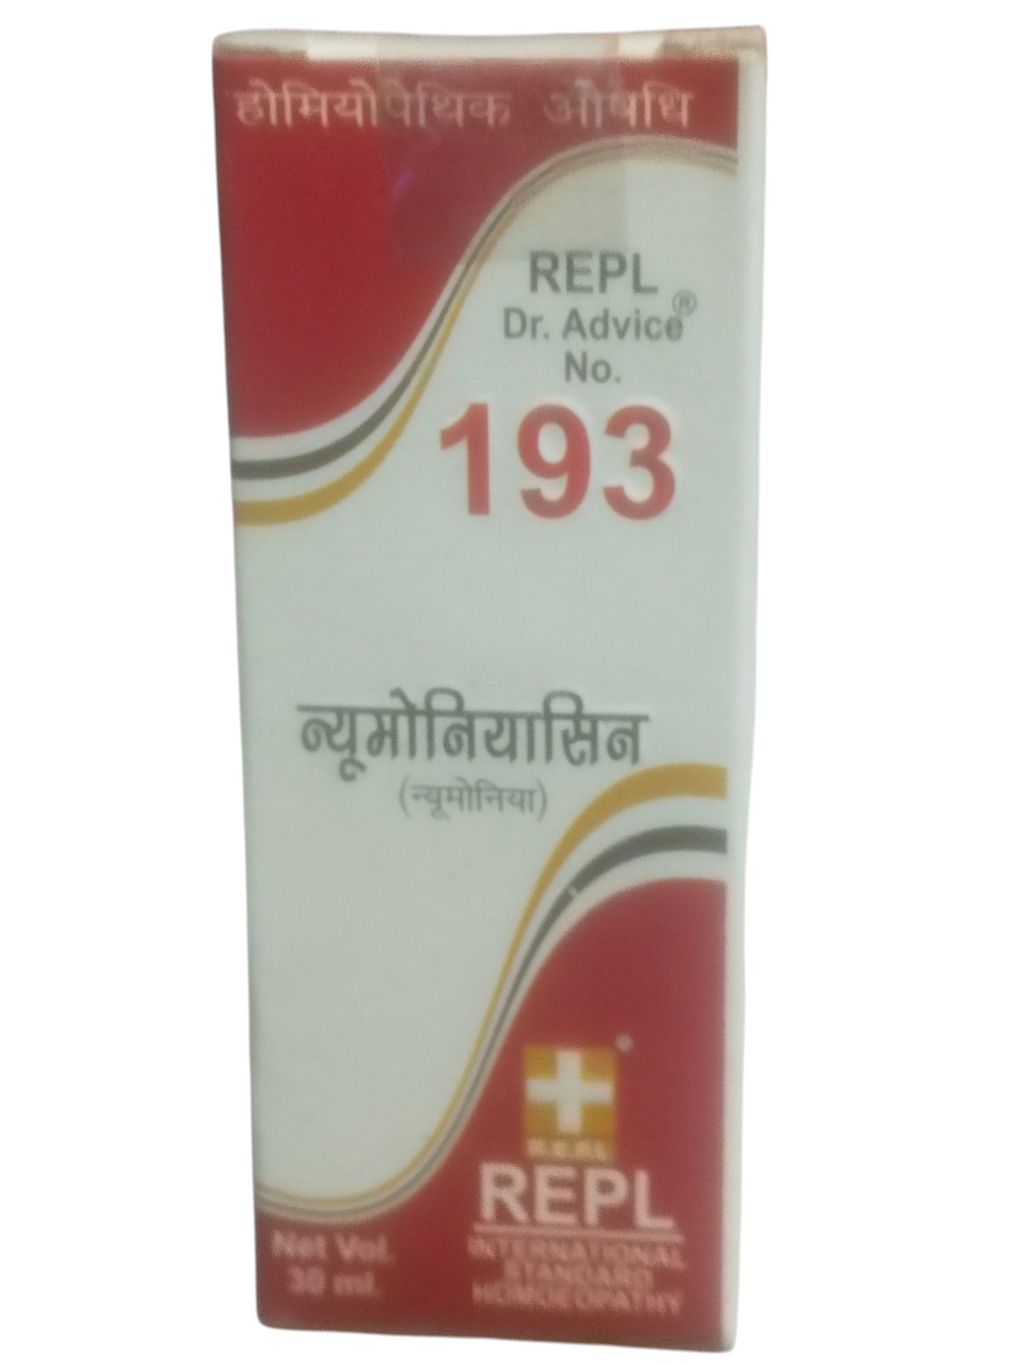 होमियोपैथिक औषधि
REPL
Dr. Advice®
No.
193
न्यूमोनियासिन
(न्यूमोनिया)
R.E.P.L
REPL
INTERNATIONAL
STANDARD
HOMOEOPATHY
Net Vol.
30 ml.